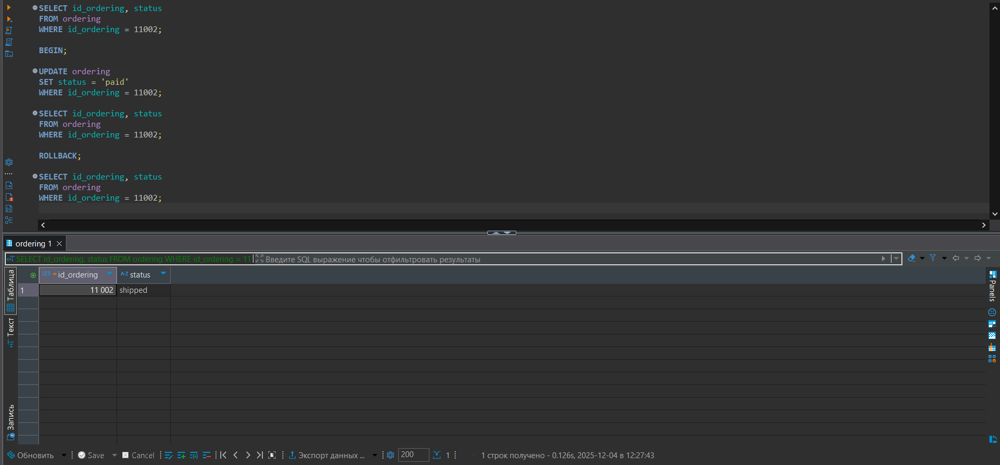 SELECT id_ordering, status
FROM ordering
WHERE id_ordering = 11002;
BEGIN;
UPDATE ordering
SET status = 'paid'
WHERE id_ordering = 11002;
SELECT id_ordering, status
FROM ordering
WHERE id_ordering = 11002;
ROLLBACK;
SELECT id_ordering, status
FROM ordering
WHERE id_ordering = 11002;
ordering 1
SELECT id_ordering, status FROM ordering WHERE id_ordering = 11
Введите SQL выражение чтобы отфильтровать результаты
Таблица
Текст
Запись
123 id_ordering
A-Z status
1 11 002 shipped
Panels
Обновить Save Cancel Экспорт данных ... 200 1 1 строк получено - 0.126s, 2025-12-04 в 12:27:43